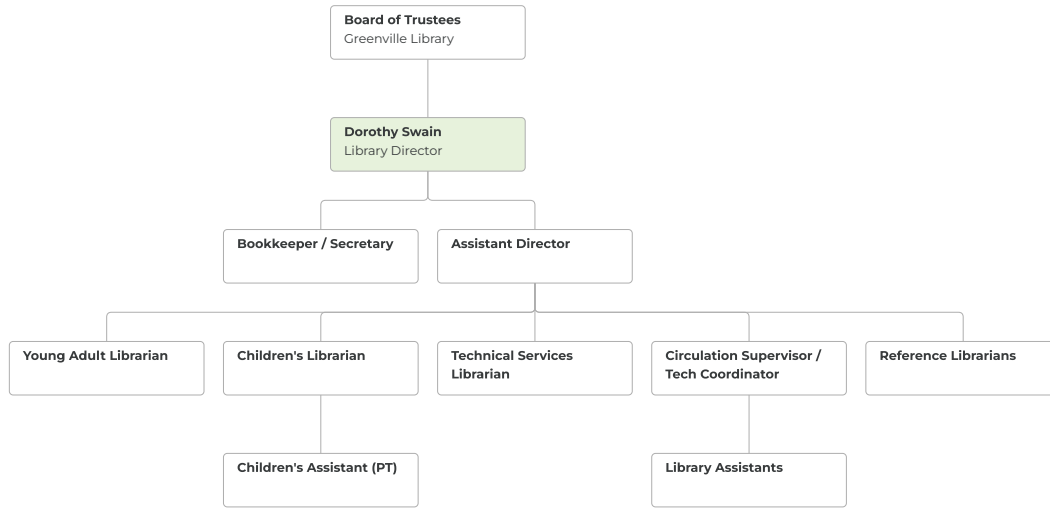 Board of Trustees
Greenville Library
Dorothy Swain
Library Director
Bookkeeper / Secretary
Assistant Director
Young Adult Librarian
Children's Librarian
Technical Services
Librarian
Circulation Supervisor /
Tech Coordinator
Reference Librarians
Children's Assistant (PT)
Library Assistants